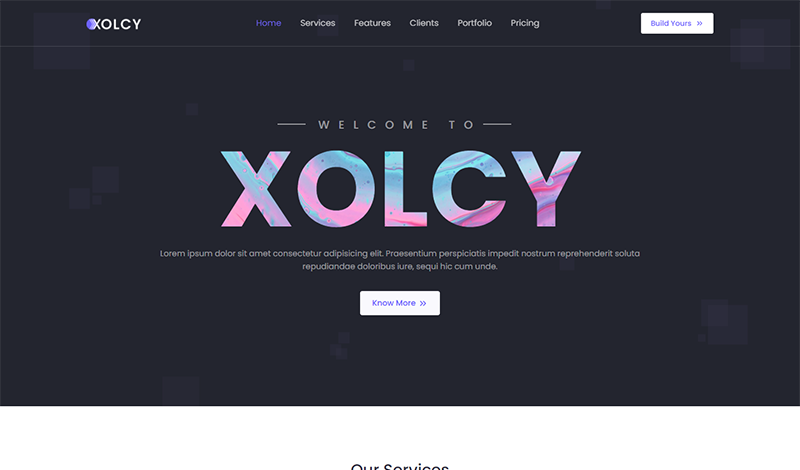 XOLCY
Home Services Features Clients Portfolio Pricing
Build Yours »
WELCOME TO
XOLCY
Lorem ipsum dolor sit amet consectetur adipisicing elit. Praesentium perspiciatis impedit nostrum reprehenderit soluta
repudiandae doloribus iure, sequi hic cum unde.
Know More »
Our Services